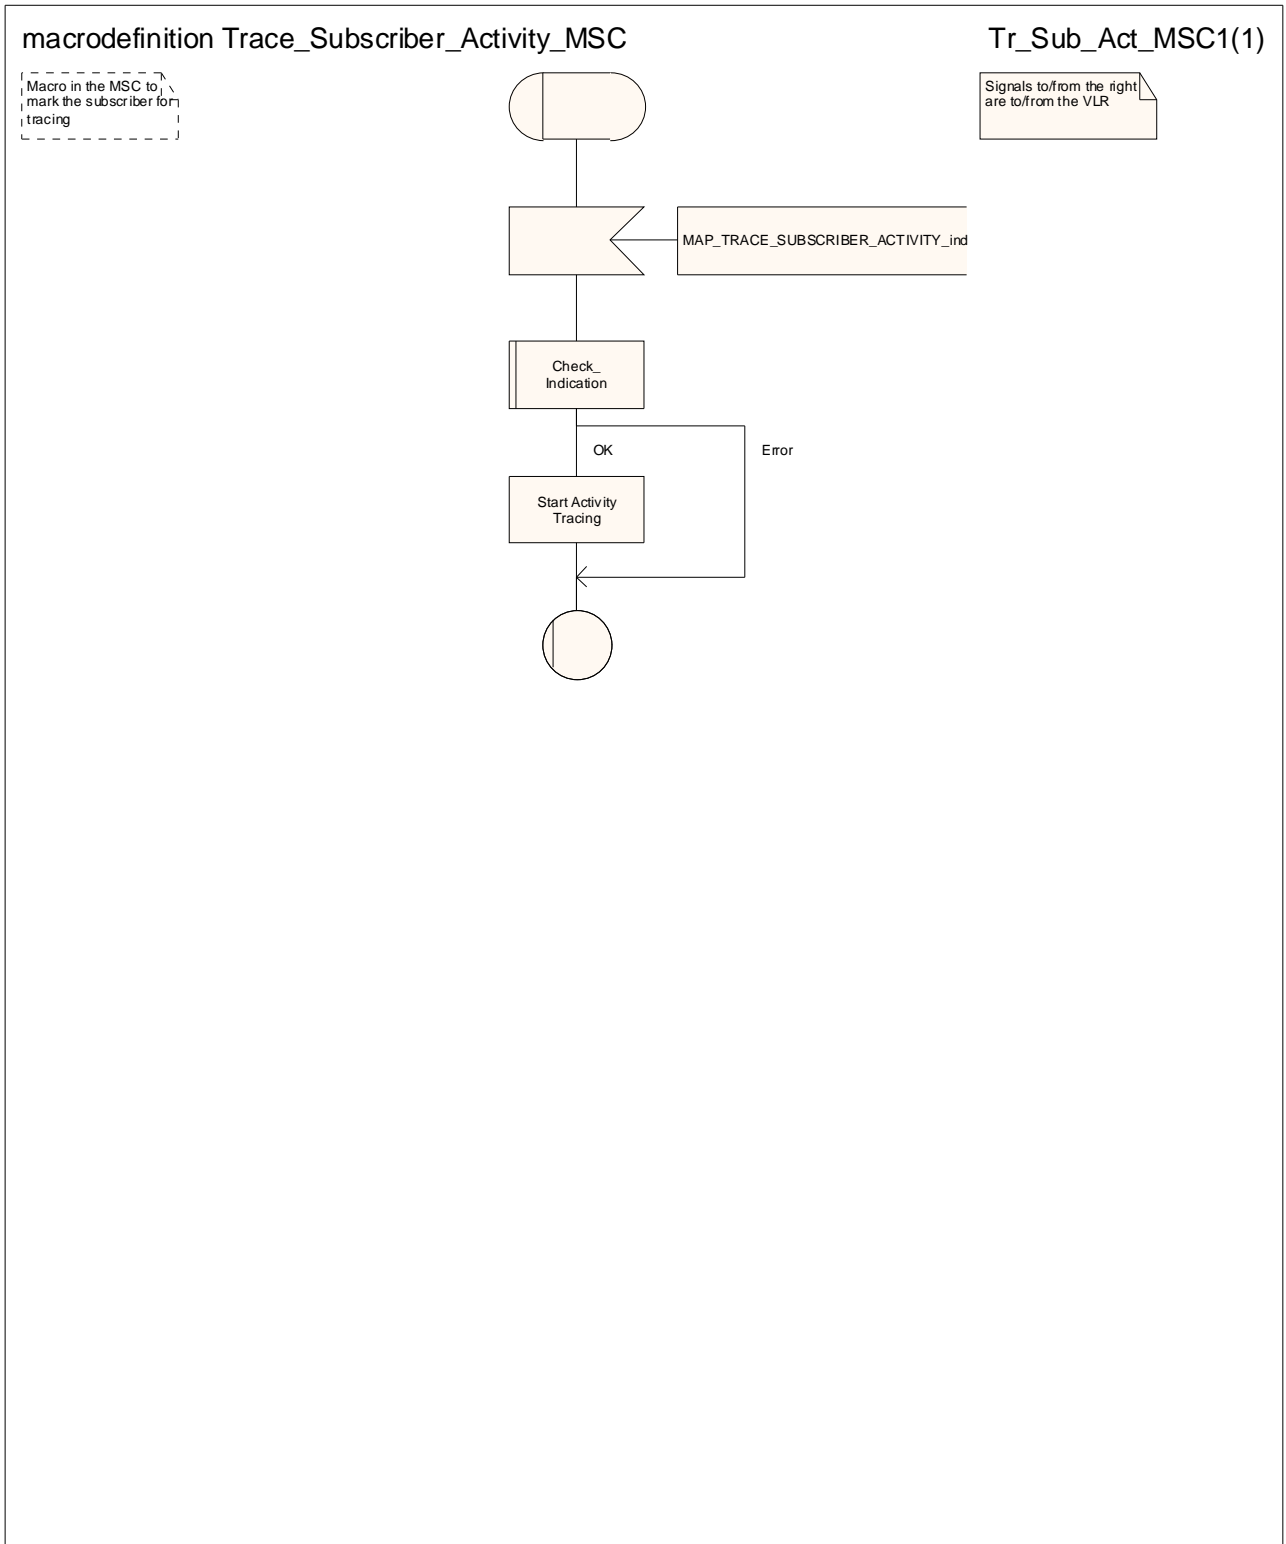 macrodefinition Trace_Subscriber_Activity_MSC
Tr_Sub_Act_MSC1(1)
Macro in the MSC to
mark the subscriber for
tracing
Signals to/from the right
are to/from the VLR
MAP_TRACE_SUBSCRIBER_ACTIVITY_ind
Check_
Indication
OK
Error
Start Activity
Tracing